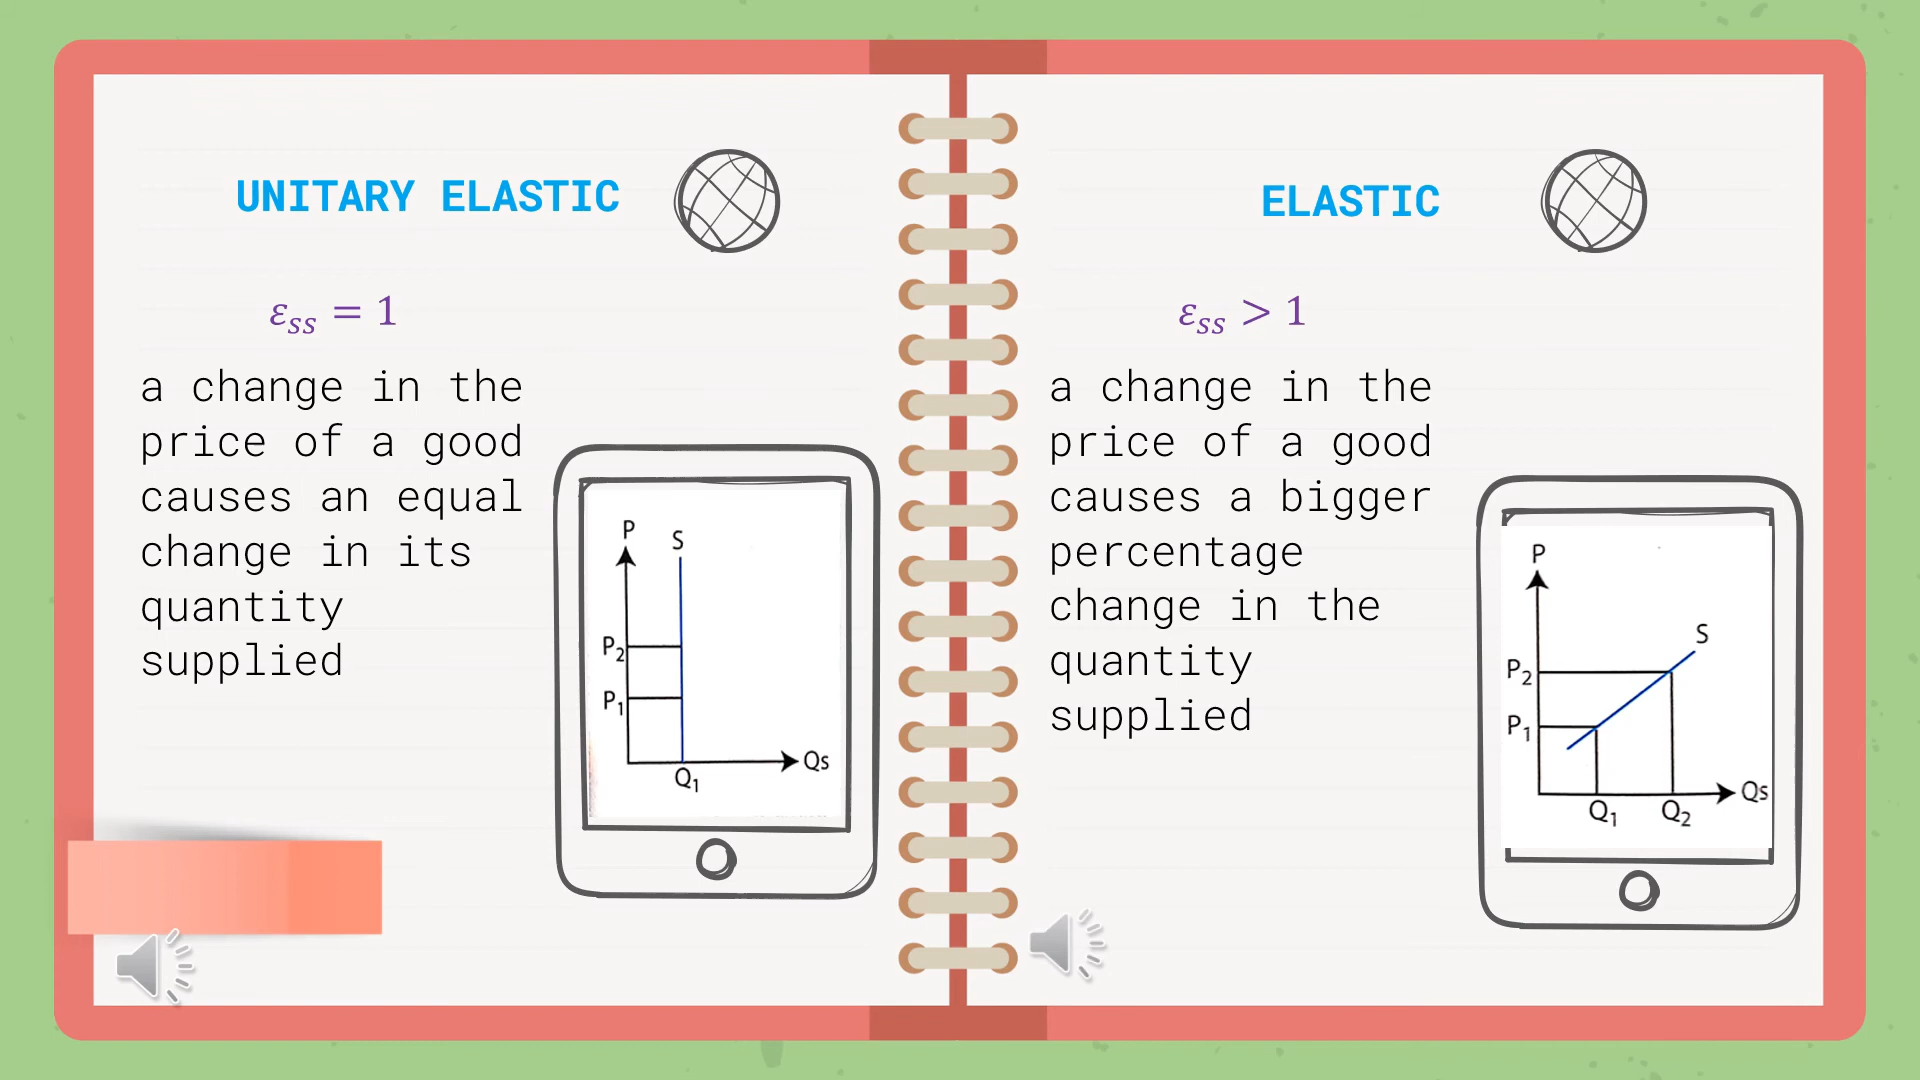 UNITARY ELASTIC
εss = 1
a change in the
price of a good
causes an equal
change in its
quantity
supplied
P
S
P2
P1
Qs
Q1
ELASTIC
εss > 1
a change in the
price of a good
causes a bigger
percentage
change in the
quantity
supplied
P
S
P2
P1
Qs
Q1 Q2